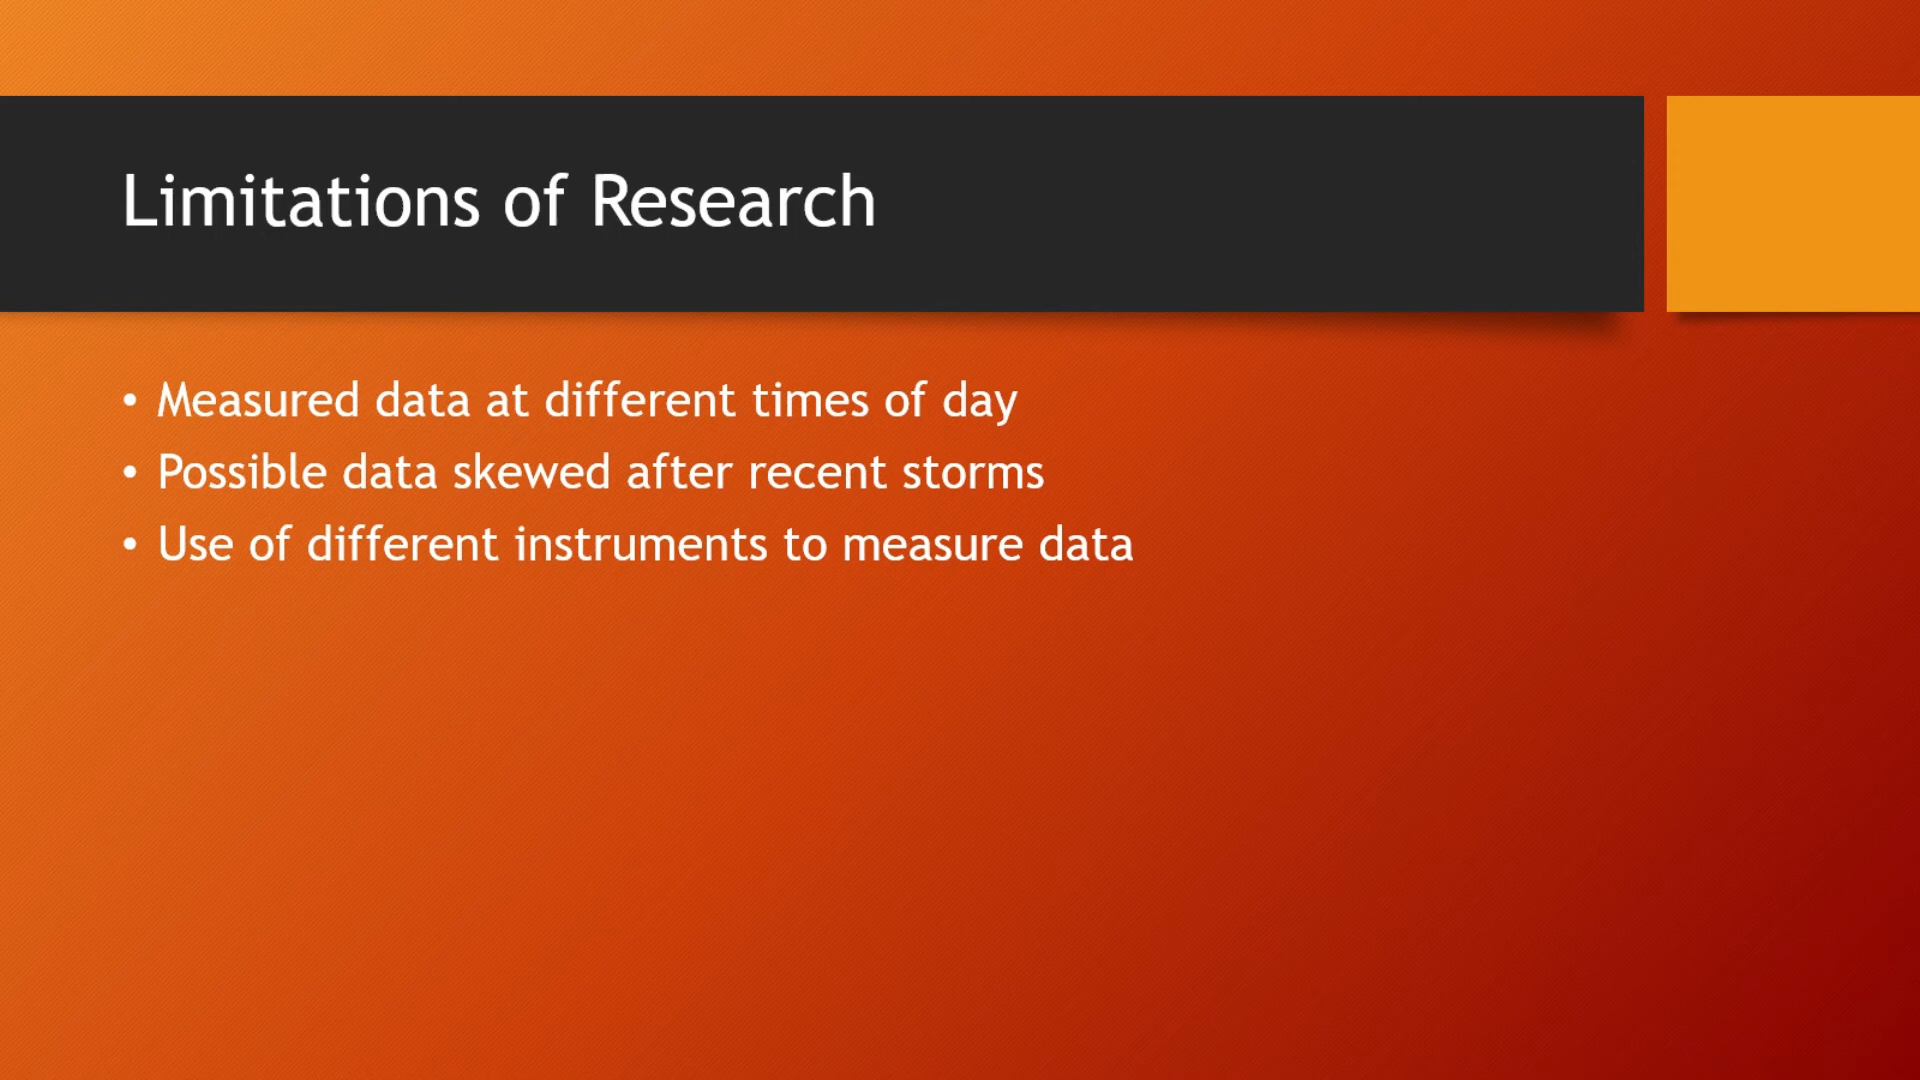 Limitations of Research
• Measured data at different times of day
• Possible data skewed after recent storms
• Use of different instruments to measure data